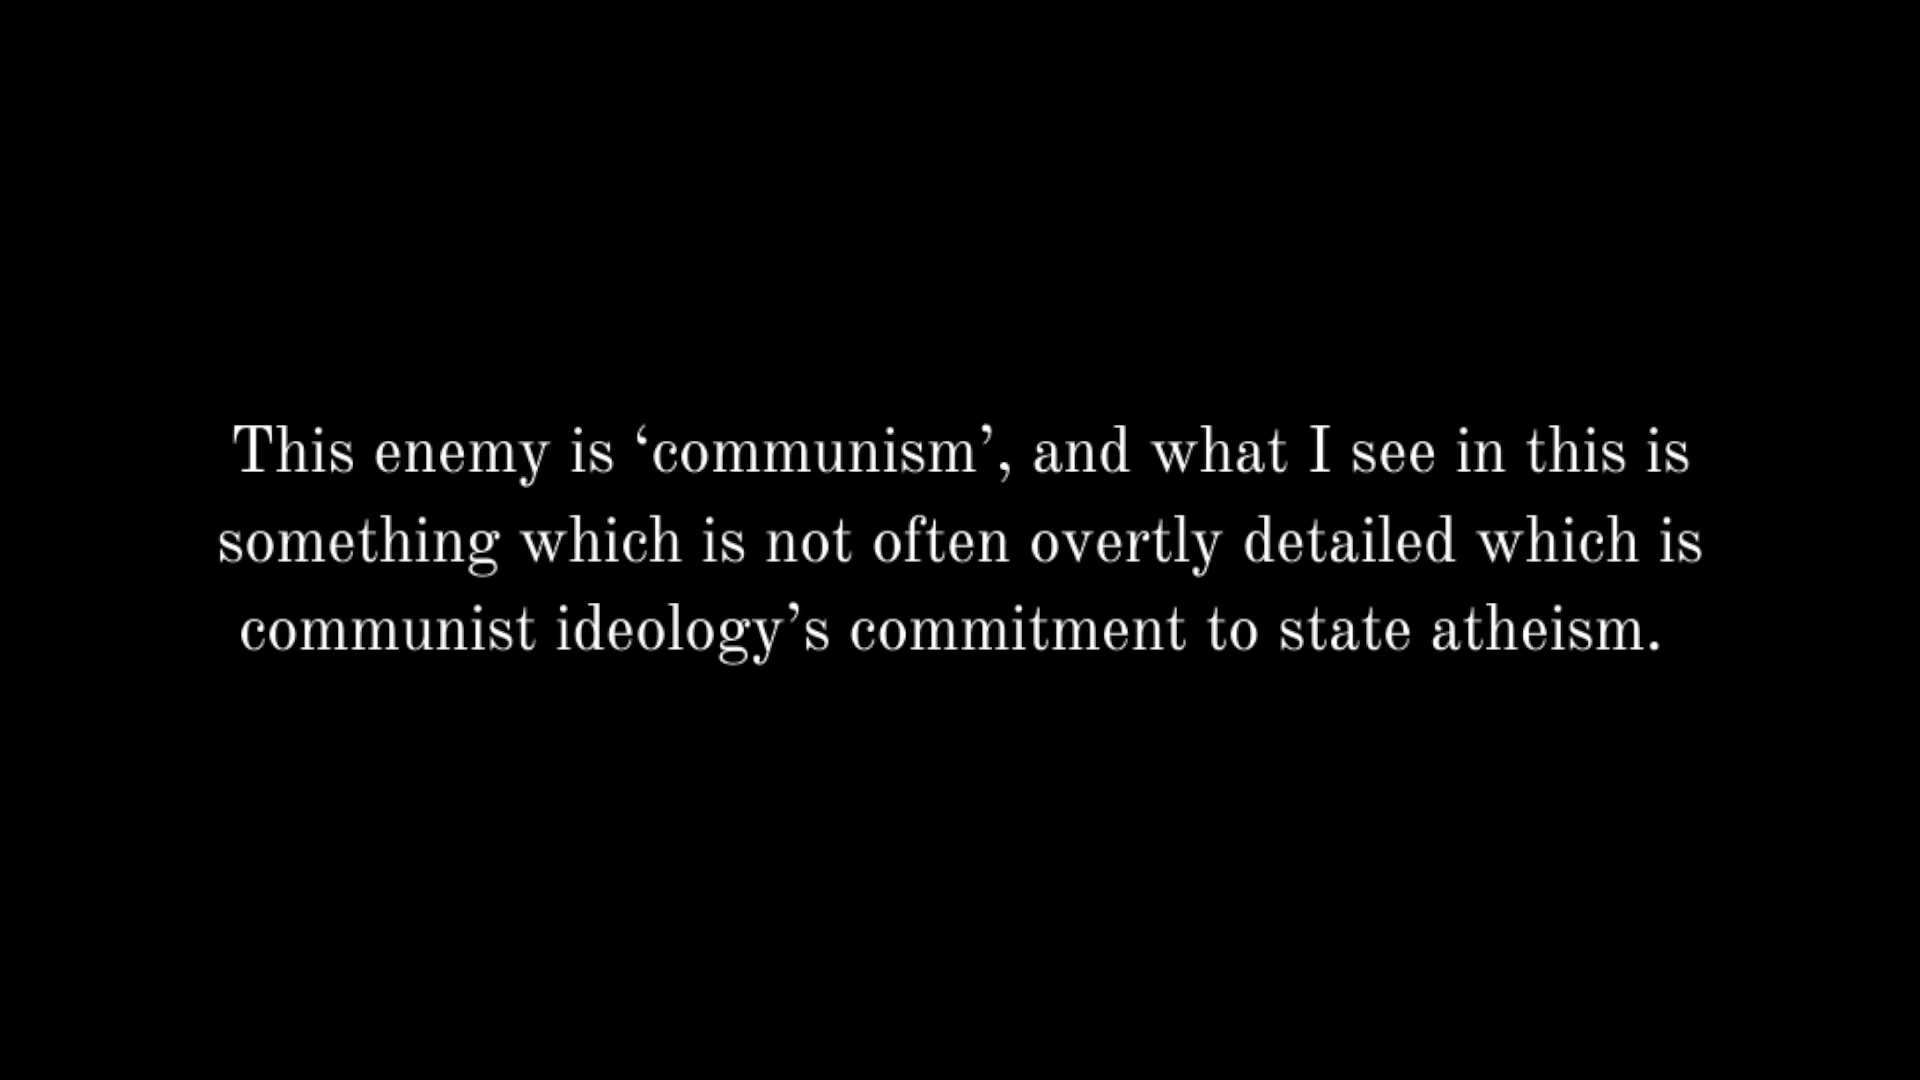 This enemy is ‘communism’, and what I see in this is
something which is not often overtly detailed which is
communist ideology’s commitment to state atheism.